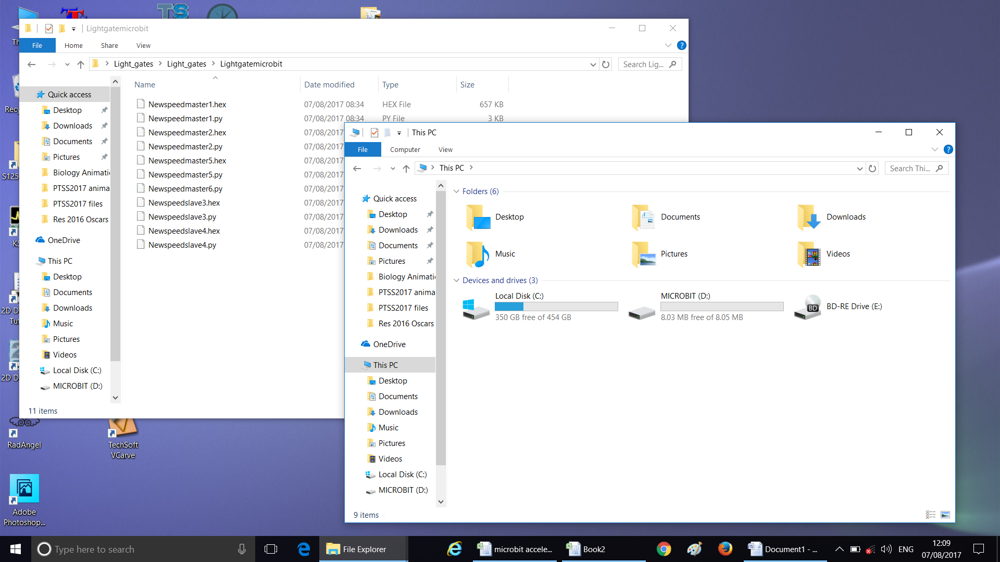 Th
Recy
S125
KS
2D D
Tut
2D D
RadAngel
TechSoft
VCarve
Adobe
Photoshop...
TS
Lightgatemicrobit
File Home Share View
Light_gates Light_gates Lightgatemicrobit
Search Lig...
Quick access
Desktop
Downloads
Documents
Pictures
Biology Animatio
PTSS2017 anima
PTSS2017 files
Res 2016 Oscars
OneDrive
This PC
Desktop
Documents
Downloads
Music
Pictures
Videos
Local Disk (C:)
MICROBIT (D:)
Name Date modified Type Size
Newspeedmaster1.hex 07/08/2017 08:34 HEX File 657 KB
Newspeedmaster1.py 07/08/2017 08:34 PY File 3 KB
Newspeedmaster2.hex 07/08/2017
Newspeedmaster2.py 07/08/2017
Newspeedmaster5.hex 07/08/2017
Newspeedmaster5.py 07/08/2017
Newspeedmaster6.py 07/08/2017
Newspeedslave3.hex 07/08/2017
Newspeedslave3.py 07/08/2017
Newspeedslave4.hex 07/08/2017
Newspeedslave4.py 07/08/2017
11 items
This PC
File Computer View
This PC
Search Thi...
Quick access
Desktop
Downloads
Documents
Pictures
Biology Animatio
PTSS2017 anima
PTSS2017 files
Res 2016 Oscars
OneDrive
This PC
Desktop
Documents
Downloads
Music
Pictures
Videos
Local Disk (C:)
MICROBIT (D:)
Folders (6)
Desktop Documents Downloads
Music Pictures Videos
Devices and drives (3)
Local Disk (C:)
350 GB free of 454 GB
MICROBIT (D:)
8.03 MB free of 8.05 MB
BD
BD-RE Drive (E:)
9 items
Type here to search
File Explorer
microbit accele...
Book2
Document1 - ...
ENG
12:09
07/08/2017